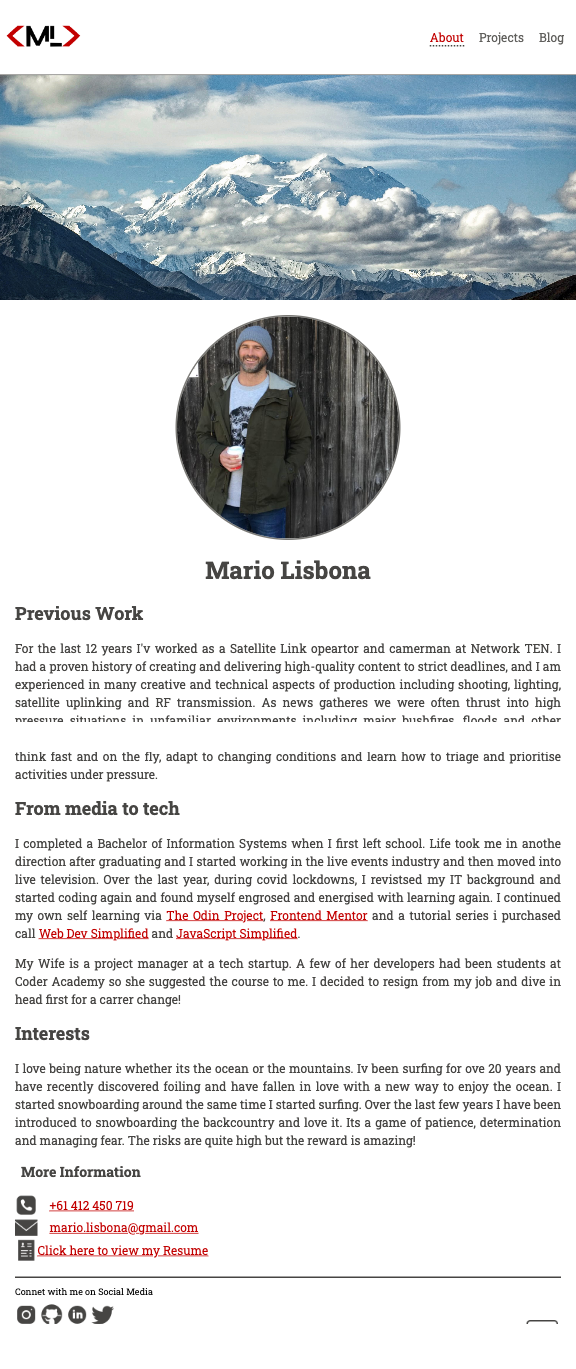 <ML>
About Projects Blog
Mario Lisbona
Previous Work
For the last 12 years I'v worked as a Satellite Link opeartor and camerman at Network TEN. I
had a proven history of creating and delivering high-quality content to strict deadlines, and I am
experienced in many creative and technical aspects of production including shooting, lighting,
satellite uplinking and RF transmission. As news gatheres we were often thrust into high
pressure situations in unfamiliar environments including major bushfires, floods and other
think fast and on the fly, adapt to changing conditions and learn how to triage and prioritise
activities under pressure.
From media to tech
I completed a Bachelor of Information Systems when I first left school. Life took me in anothe
direction after graduating and I started working in the live events industry and then moved into
live television. Over the last year, during covid lockdowns, I revistsed my IT background and
started coding again and found myself engrosed and energised with learning again. I continued
my own self learning via The Odin Project, Frontend Mentor and a tutorial series i purchased
call Web Dev Simplified and JavaScript Simplified.
My Wife is a project manager at a tech startup. A few of her developers had been students at
Coder Academy so she suggested the course to me. I decided to resign from my job and dive in
head first for a carrer change!
Interests
I love being nature whether its the ocean or the mountains. Iv been surfing for ove 20 years and
have recently discovered foiling and have fallen in love with a new way to enjoy the ocean. I
started snowboarding around the same time I started surfing. Over the last few years I have been
introduced to snowboarding the backcountry and love it. Its a game of patience, determination
and managing fear. The risks are quite high but the reward is amazing!
More Information
+61 412 450 719
mario.lisbona@gmail.com
Click here to view my Resume
Connet with me on Social Media
in